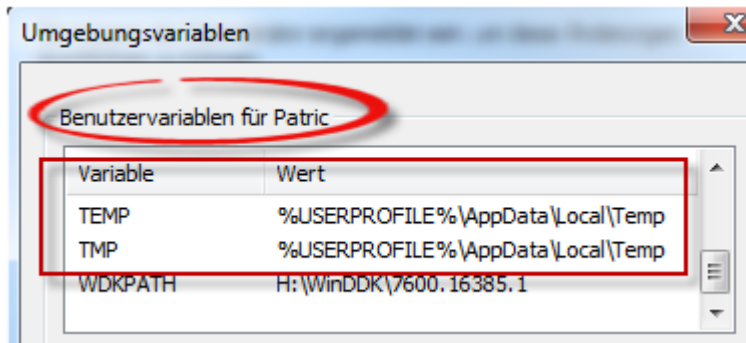 Umgebungsvariablen
Benutzervariablen für Patric
Variable Wert
TEMP %USERPROFILE%\AppData\Local\Temp
TMP %USERPROFILE%\AppData\Local\Temp
WDKPATH H:\WinDDK\7600.16385.1